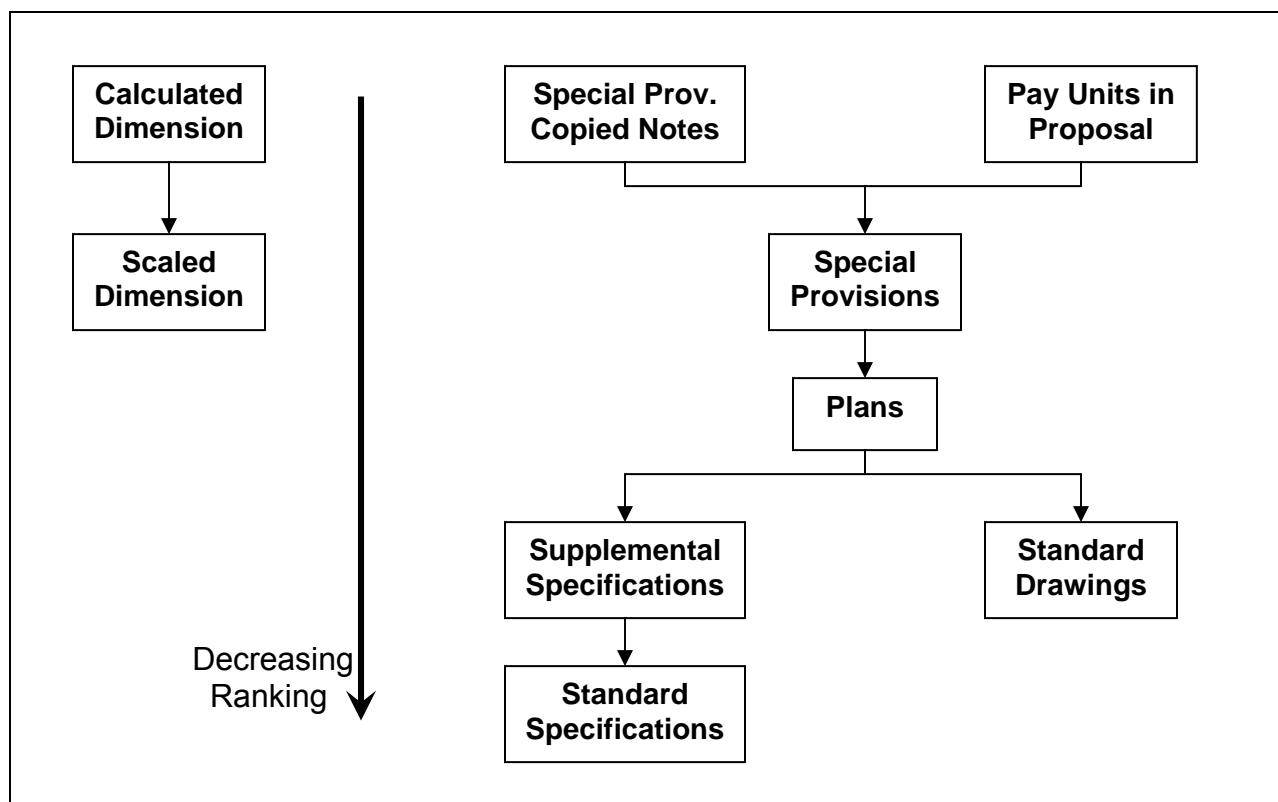 Calculated
Dimension
Special Prov.
Copied Notes
Pay Units in
Proposal
Scaled
Dimension
Special
Provisions
Plans
Supplemental
Specifications
Standard
Drawings
Decreasing
Ranking
Standard
Specifications